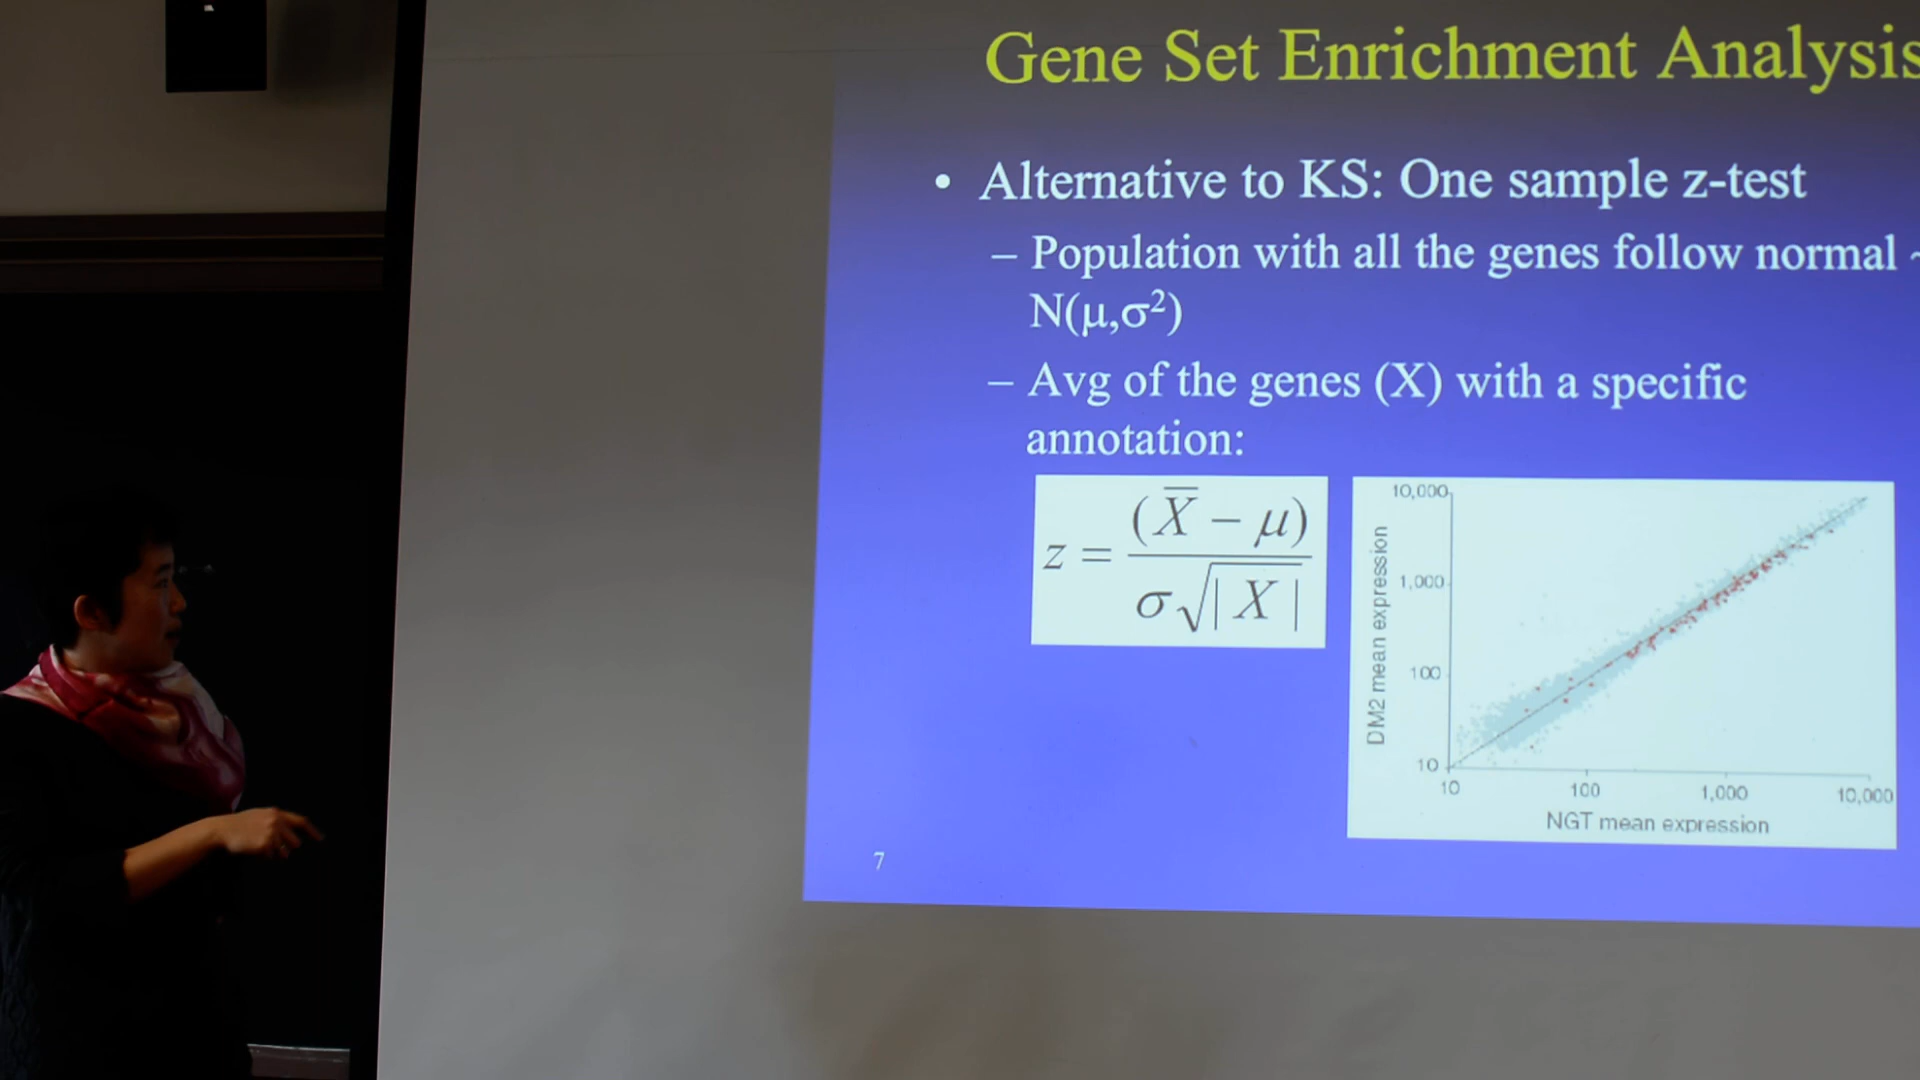 Gene Set Enrichment Analysis
• Alternative to KS: One sample z-test
– Population with all the genes follow normal ~
N(μ,σ²)
– Avg of the genes (X) with a specific
annotation:
z = (X̅ − μ) / σ√|X|
10,000
1,000
100
10
DM2 mean expression
10 100 1,000 10,000
NGT mean expression
7